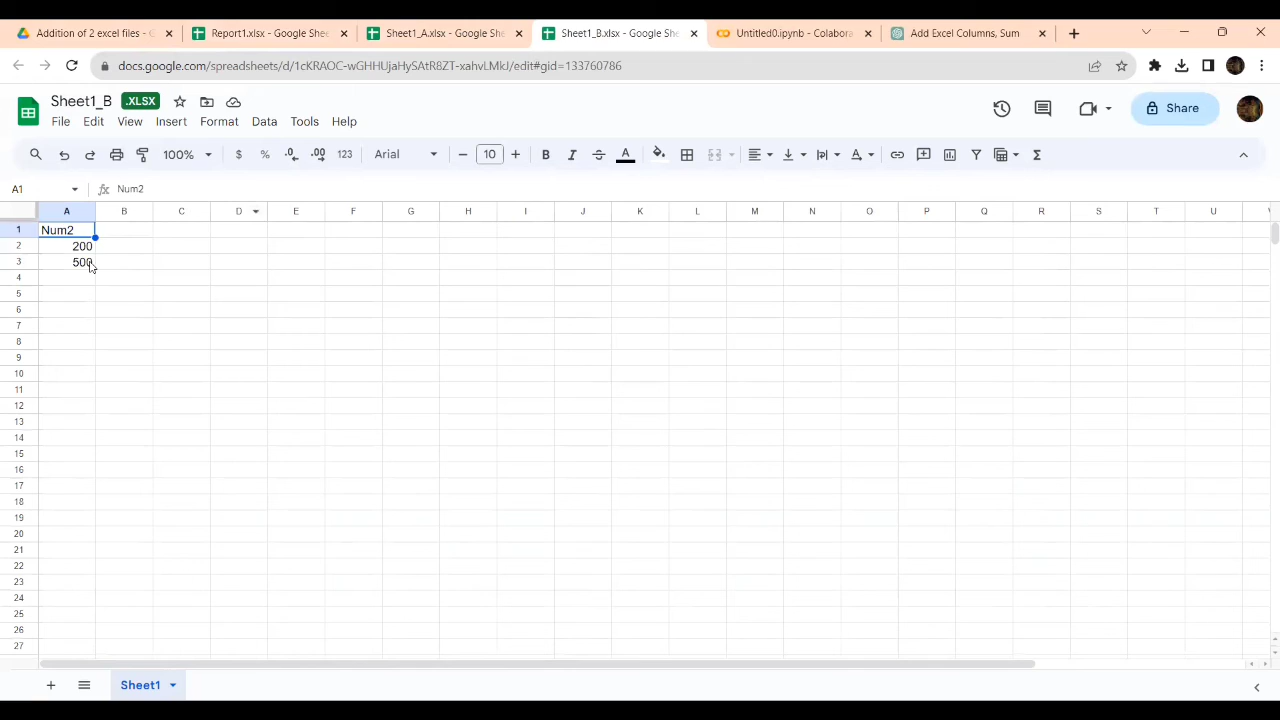 Addition of 2 excel files - G
Report1.xlsx - Google Shee
Sheet1_A.xlsx - Google She
Sheet1_B.xlsx - Google She
Untitled0.ipynb - Colabora
Add Excel Columns, Sum
docs.google.com/spreadsheets/d/1cKRAOC-wGHHUjaHySAtR8ZT-xahvLMkJ/edit#gid=133760786
Sheet1_B .XLSX
File Edit View Insert Format Data Tools Help
Share
100% $ % .0 .00 123 Arial 10 B I S A Σ
A1 fx Num2
A B C D E F G H I J K L M N O P Q R S T U
1 Num2
2 200
3 500
4
5
6
7
8
9
10
11
12
13
14
15
16
17
18
19
20
21
22
23
24
25
26
27
Sheet1